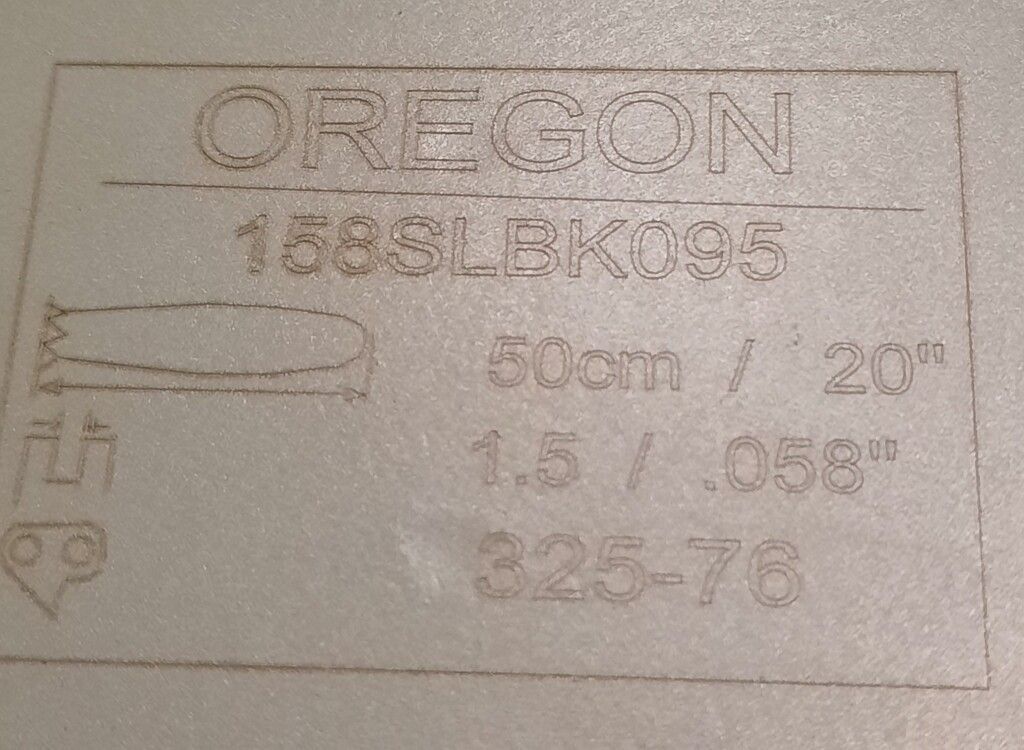 OREGON
158SLBK095
50cm / 20"
1.5 / .058"
325-76